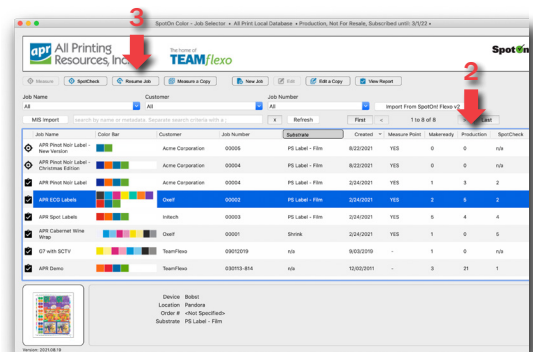 SpotOn Color - Job Selector • All Print Local Database • Production, Not For Resale, Subscribed until: 3/1/22 •
3
apr All Printing Resources, Inc.
The home of
TEAMflexo
SpotOn
2
Measure SpotCheck Resume Job Measure a Copy New Job Edit Edit a Copy View Report
Job Name Customer Job Number
All All All Import From SpotOn! Flexo v2
MIS Import search by name or metadata. Separate search criteria with a ; x Refresh First < 1 to 8 of 8 Last
Job Name Color Bar Customer Job Number Substrate Created Measure Point Makeready Production SpotCheck
APR Pinot Noir Label - New Version Acme Corporation 00005 PS Label - Film 8/22/2021 YES 0 0 n/a
APR Pinot Noir Label - Christmas Edition Acme Corporation 00004 PS Label - Film 8/22/2021 YES 0 0 n/a
APR Pinot Noir Label Acme Corporation 00004 PS Label - Film 2/24/2021 YES 1 3 2
APR ECG Labels Oxelf 00002 PS Label - Film 2/24/2021 YES 2 5 2
APR Spot Labels Initech 00003 PS Label - Film 2/24/2021 YES 5 4 4
APR Cabernet Wine Wrap Oxelf 00001 Shrink 2/24/2021 YES 1 0 5
G7 with SCTV TeamFlexo 09012019 n/a 9/03/2019 - 1 0 n/a
APR Demo TeamFlexo 030113-814 n/a 12/02/2011 - 3 21 1
Device Bobst
Location Pandora
Order # <Not Specified>
Substrate PS Label - Film
Version: 2021.08.19